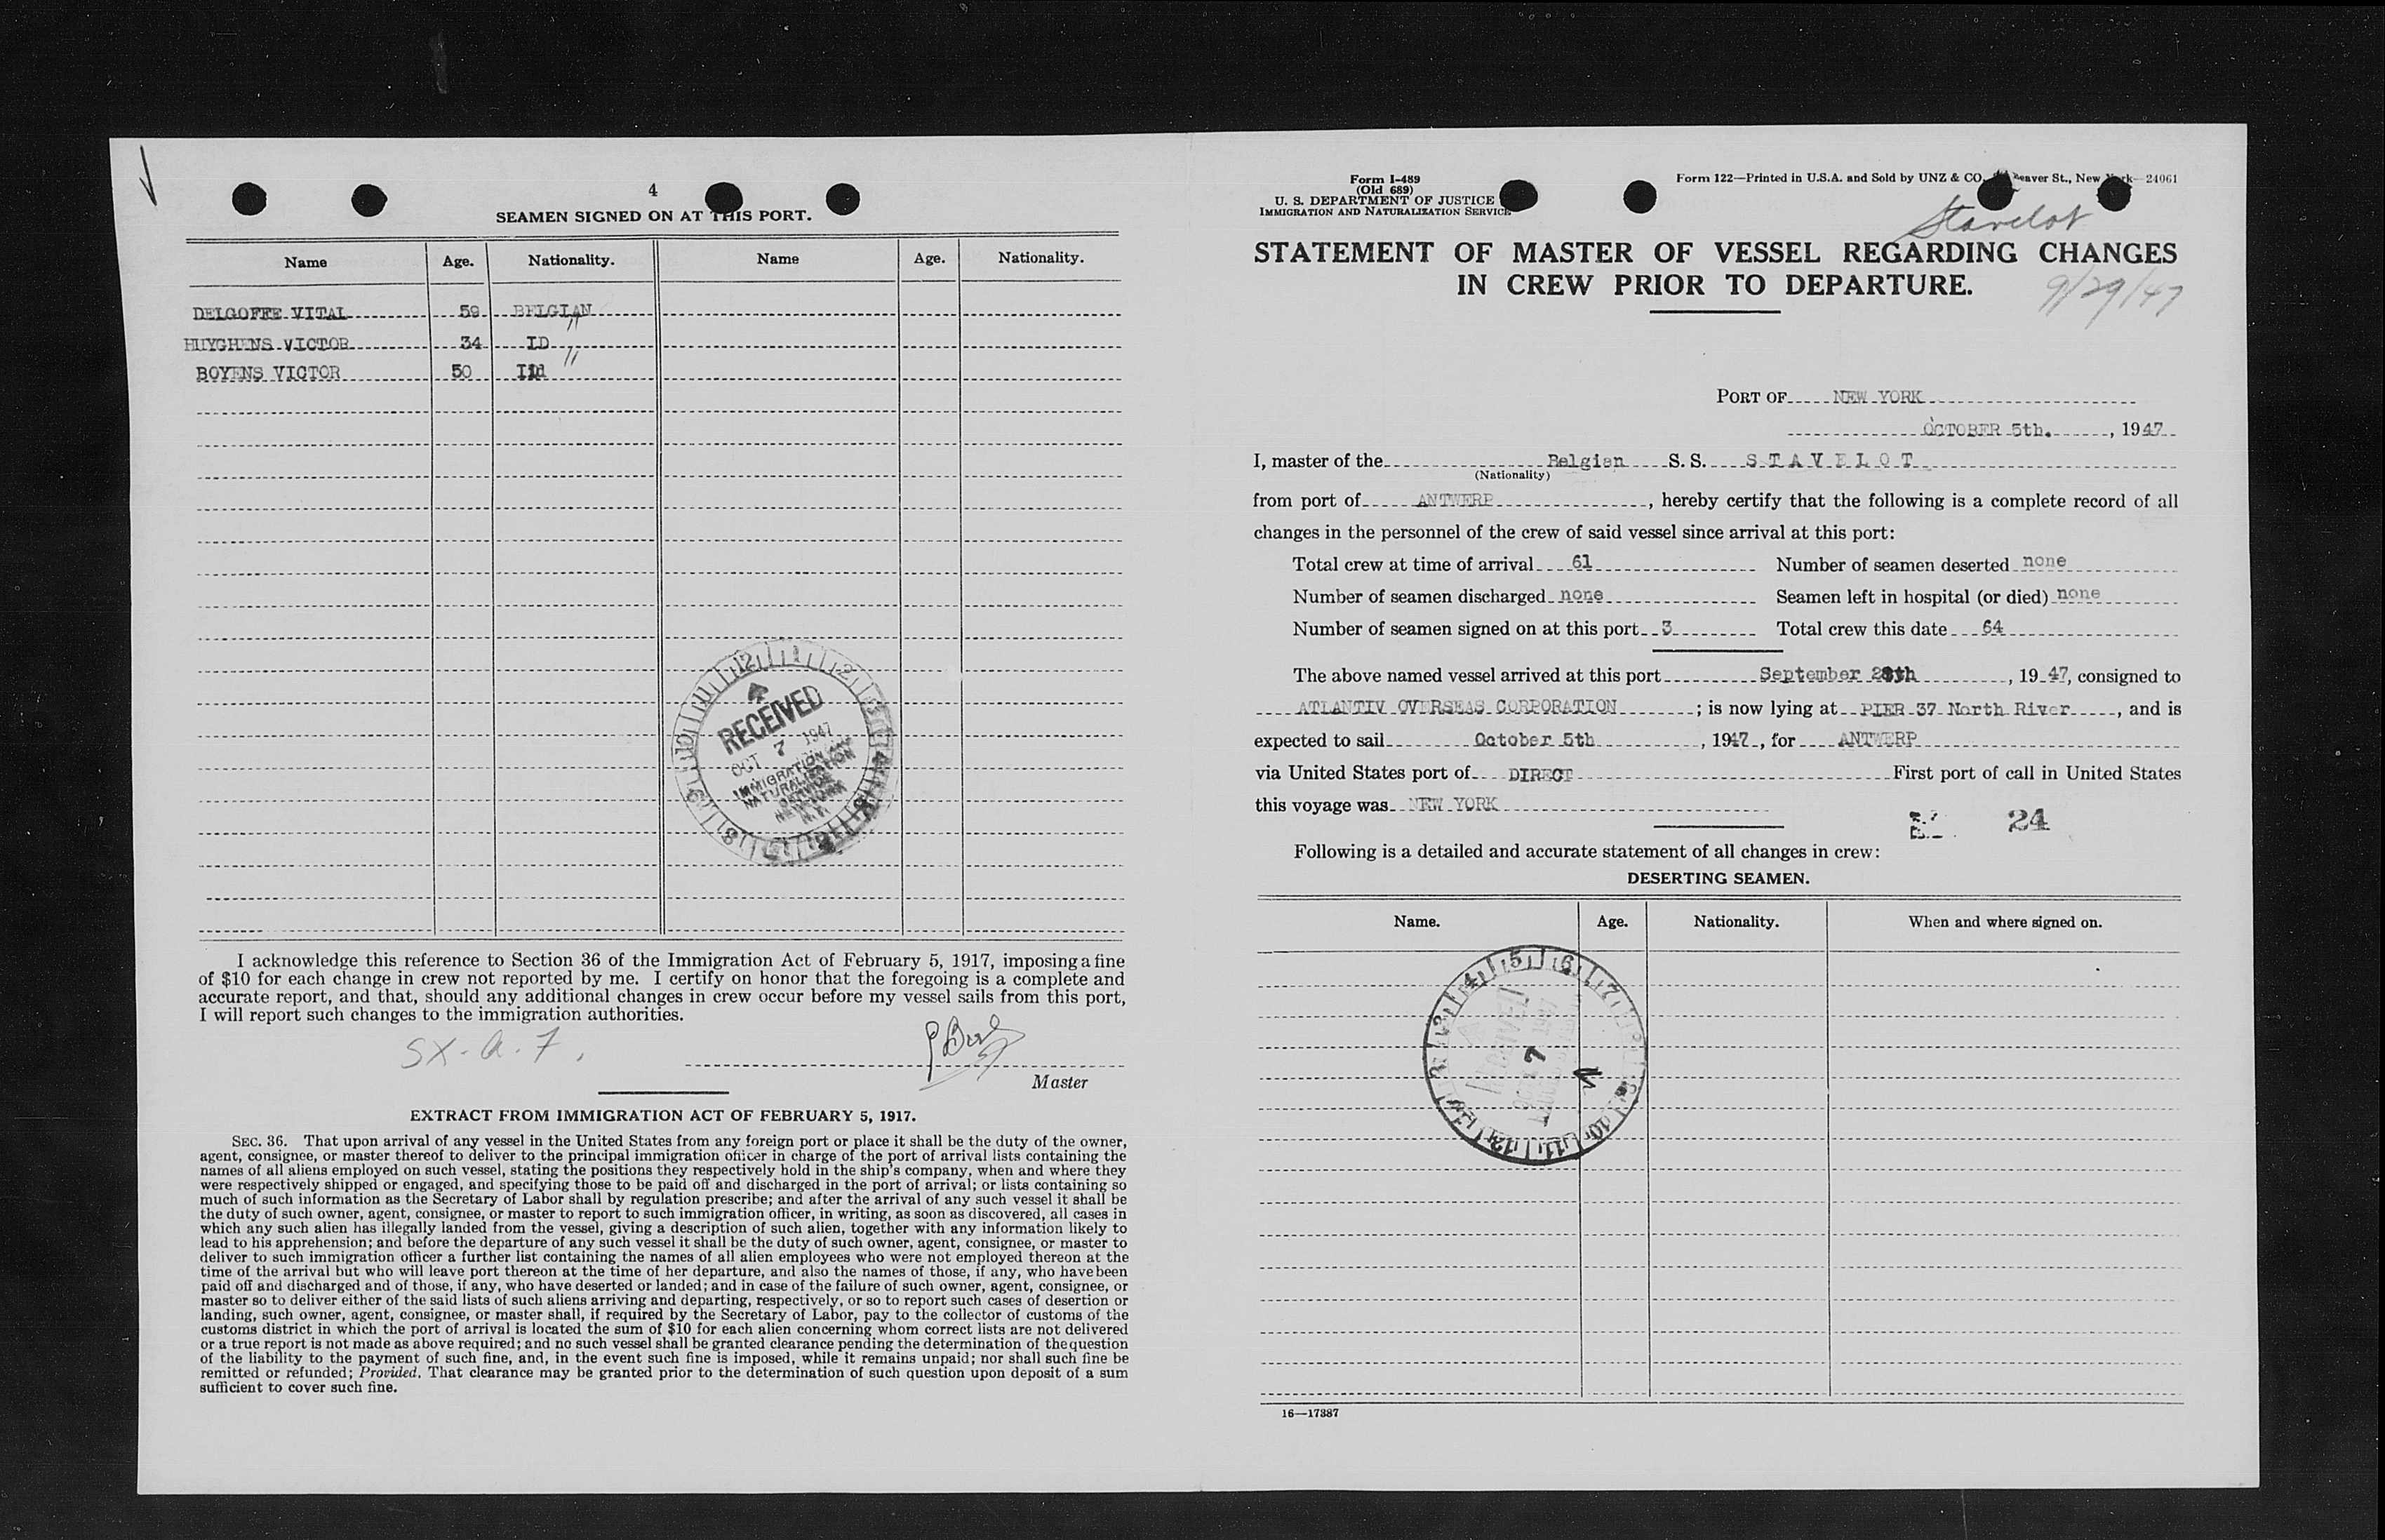 4
SEAMEN SIGNED ON AT THIS PORT.
Name Age. Nationality. Name Age. Nationality.
DELGOFFE VITAL 59 BELGIAN
HUYGHENS VICTOR 34 ID "
BOYENS VICTOR 50 Iid "
RECEIVED
OCT 7 1947
IMMIGRATION AND
NATURALIZATION
SERVICE
NEW YORK
N.Y.
I acknowledge this reference to Section 36 of the Immigration Act of February 5, 1917, imposing a fine
of $10 for each change in crew not reported by me. I certify on honor that the foregoing is a complete and
accurate report, and that, should any additional changes in crew occur before my vessel sails from this port,
I will report such changes to the immigration authorities.
SX-a.7.
Master
EXTRACT FROM IMMIGRATION ACT OF FEBRUARY 5, 1917.
SEC. 36. That upon arrival of any vessel in the United States from any foreign port or place it shall be the duty of the owner,
agent, consignee, or master thereof to deliver to the principal immigration officer in charge of the port of arrival lists containing the
names of all aliens employed on such vessel, stating the positions they respectively hold in the ship's company, when and where they
were respectively shipped or engaged, and specifying those to be paid off and discharged in the port of arrival; or lists containing so
much of such information as the Secretary of Labor shall by regulation prescribe; and after the arrival of any such vessel it shall be
the duty of such owner, agent, consignee, or master to report to such immigration officer, in writing, as soon as discovered, all cases in
which any such alien has illegally landed from the vessel, giving a description of such alien, together with any information likely to
lead to his apprehension; and before the departure of any such vessel it shall be the duty of such owner, agent, consignee, or master to
deliver to such immigration officer a further list containing the names of all alien employees who were not employed thereon at the
time of the arrival but who will leave port thereon at the time of her departure, and also the names of those, if any, who have been
paid off and discharged and of those, if any, who have deserted or landed; and in case of the failure of such owner, agent, consignee, or
master so to deliver either of the said lists of such aliens arriving and departing, respectively, or so to report such cases of desertion or
landing, such owner, agent, consignee, or master shall, if required by the Secretary of Labor, pay to the collector of customs of the
customs district in which the port of arrival is located the sum of $10 for each alien concerning whom correct lists are not delivered
or a true report is not made as above required; and no such vessel shall be granted clearance pending the determination of the question
of the liability to the payment of such fine, and, in the event such fine is imposed, while it remains unpaid; nor shall such fine be
remitted or refunded; Provided, That clearance may be granted prior to the determination of such question upon deposit of a sum
sufficient to cover such fine.
Form I-489
(Old 689)
U. S. DEPARTMENT OF JUSTICE
IMMIGRATION AND NATURALIZATION SERVICE
Form 122—Printed in U.S.A. and Sold by UNZ & CO. Beaver St., New York—24061
Stavelot
STATEMENT OF MASTER OF VESSEL REGARDING CHANGES
IN CREW PRIOR TO DEPARTURE.
9/29/47
PORT OF NEW YORK
OCTOBER 5th. , 1947
I, master of the Belgian S. S. S T A V E L O T
(Nationality)
from port of ANTWERP , hereby certify that the following is a complete record of all
changes in the personnel of the crew of said vessel since arrival at this port:
Total crew at time of arrival 61 Number of seamen deserted none
Number of seamen discharged none Seamen left in hospital (or died) none
Number of seamen signed on at this port 3 Total crew this date 64
The above named vessel arrived at this port September 28th , 19 47, consigned to
ATLANTIV OVERSEAS CORPORATION ; is now lying at PIER 37 North River , and is
expected to sail October 5th , 1947 , for ANTWERP
via United States port of DIRECT First port of call in United States
this voyage was NEW YORK
24
Following is a detailed and accurate statement of all changes in crew:
DESERTING SEAMEN.
Name. Age. Nationality. When and where signed on.
16—17387